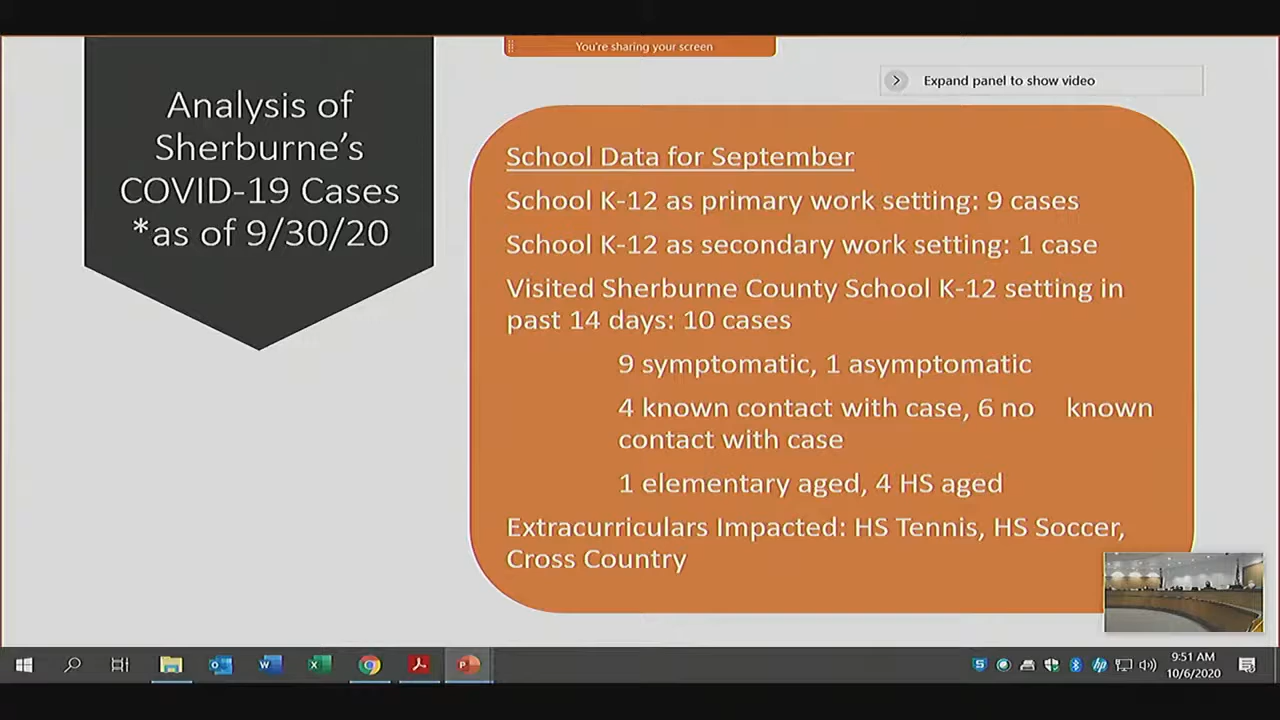 You're sharing your screen
Expand panel to show video
Analysis of
Sherburne's
COVID-19 Cases
*as of 9/30/20
School Data for September
School K-12 as primary work setting: 9 cases
School K-12 as secondary work setting: 1 case
Visited Sherburne County School K-12 setting in
past 14 days: 10 cases
9 symptomatic, 1 asymptomatic
4 known contact with case, 6 no known
contact with case
1 elementary aged, 4 HS aged
Extracurriculars Impacted: HS Tennis, HS Soccer,
Cross Country
9:51 AM
10/6/2020